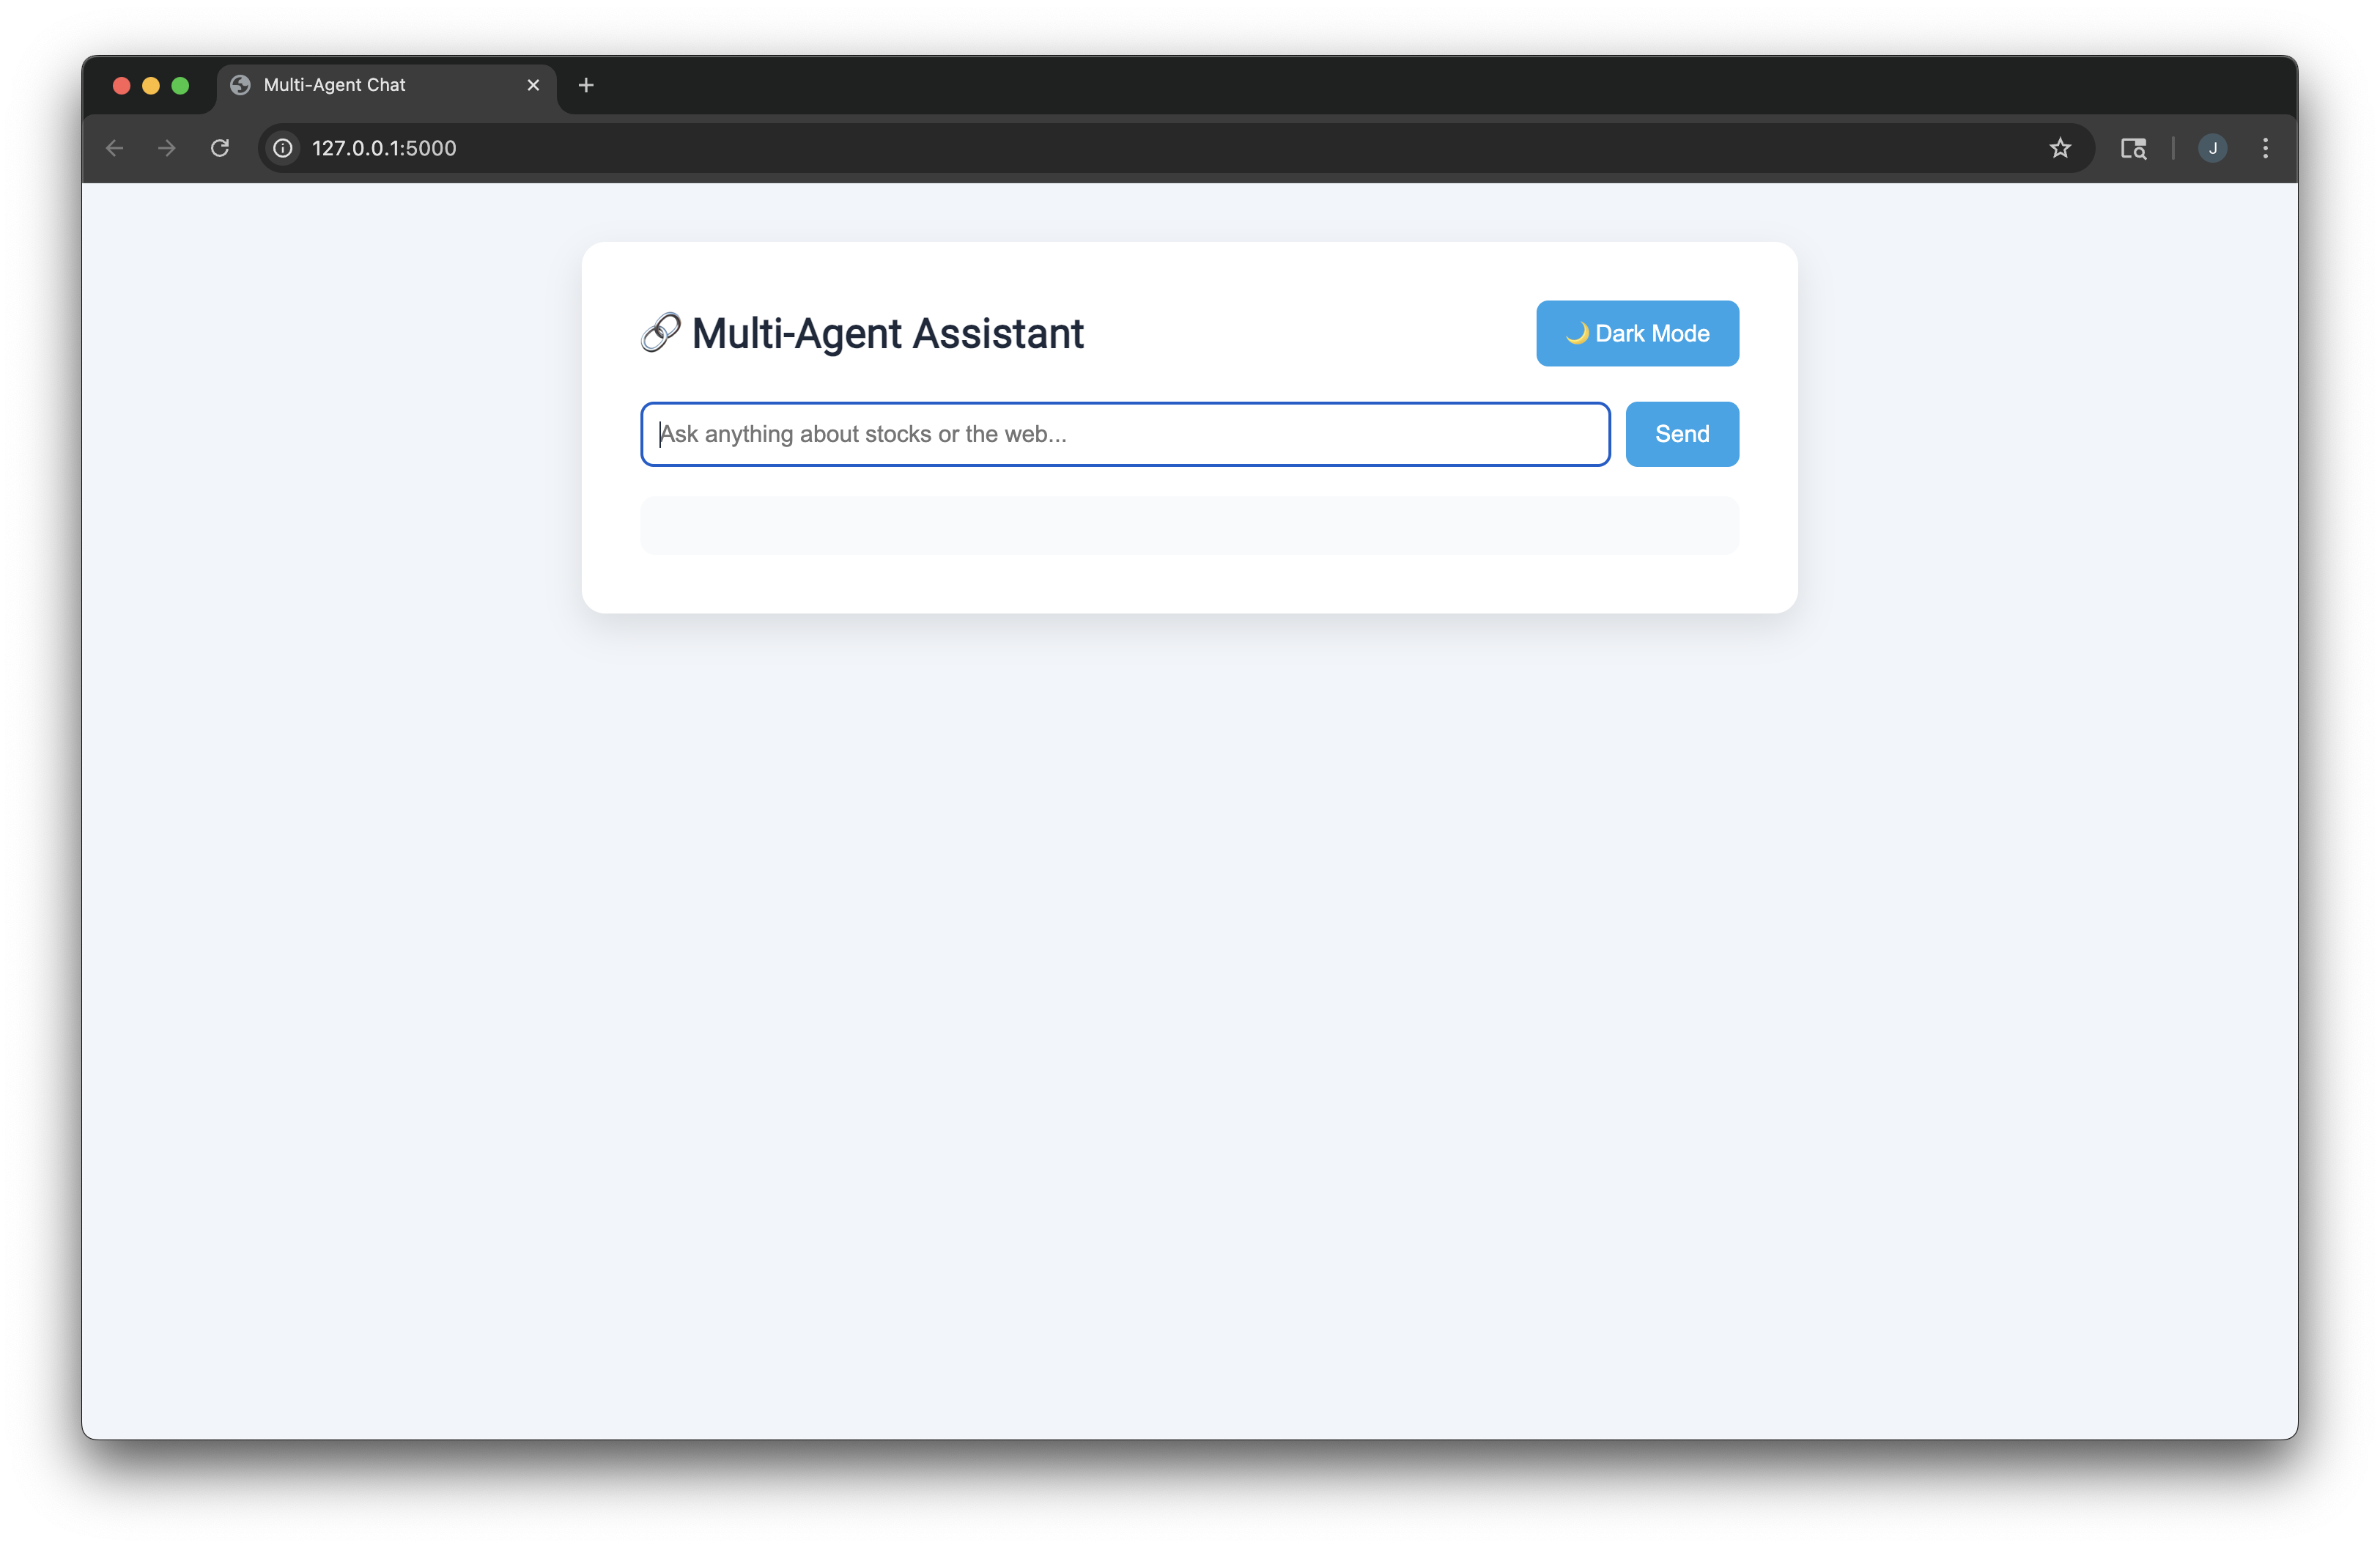 Multi-Agent Chat
127.0.0.1:5000
J
🔗 Multi-Agent Assistant
🌙 Dark Mode
Ask anything about stocks or the web...
Send